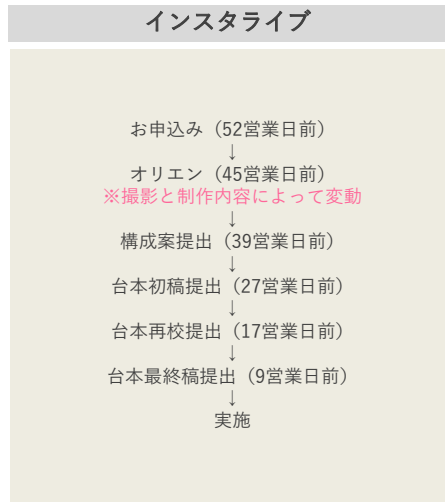 インスタライブ
お申込み（52営業日前）
↓
オリエン（45営業日前）
※撮影と制作内容によって変動
↓
構成案提出（39営業日前）
↓
台本初稿提出（27営業日前）
↓
台本再校提出（17営業日前）
↓
台本最終稿提出（9営業日前）
↓
実施